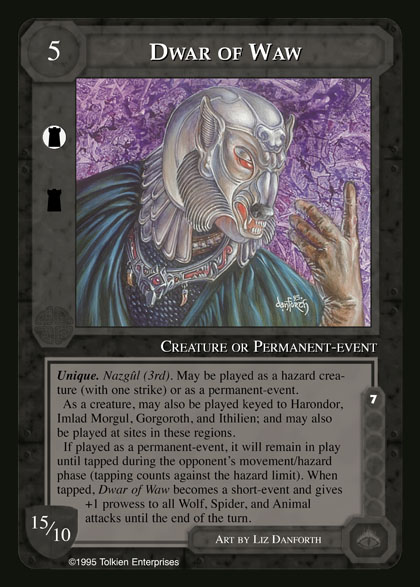 5
Dwar of Waw
danforth
Creature or Permanent-event
Unique. Nazgûl (3rd). May be played as a hazard crea-
ture (with one strike) or as a permanent-event.
As a creature, may also be played keyed to Harondor,
Imlad Morgul, Gorgoroth, and Ithilien; and may also
be played at sites in these regions.
If played as a permanent-event, it will remain in play
until tapped during the opponent's movement/hazard
phase (tapping counts against the hazard limit). When
tapped, Dwar of Waw becomes a short-event and gives
+1 prowess to all Wolf, Spider, and Animal
attacks until the end of the turn.
7
15/10
Art by Liz Danforth
©1995 Tolkien Enterprises